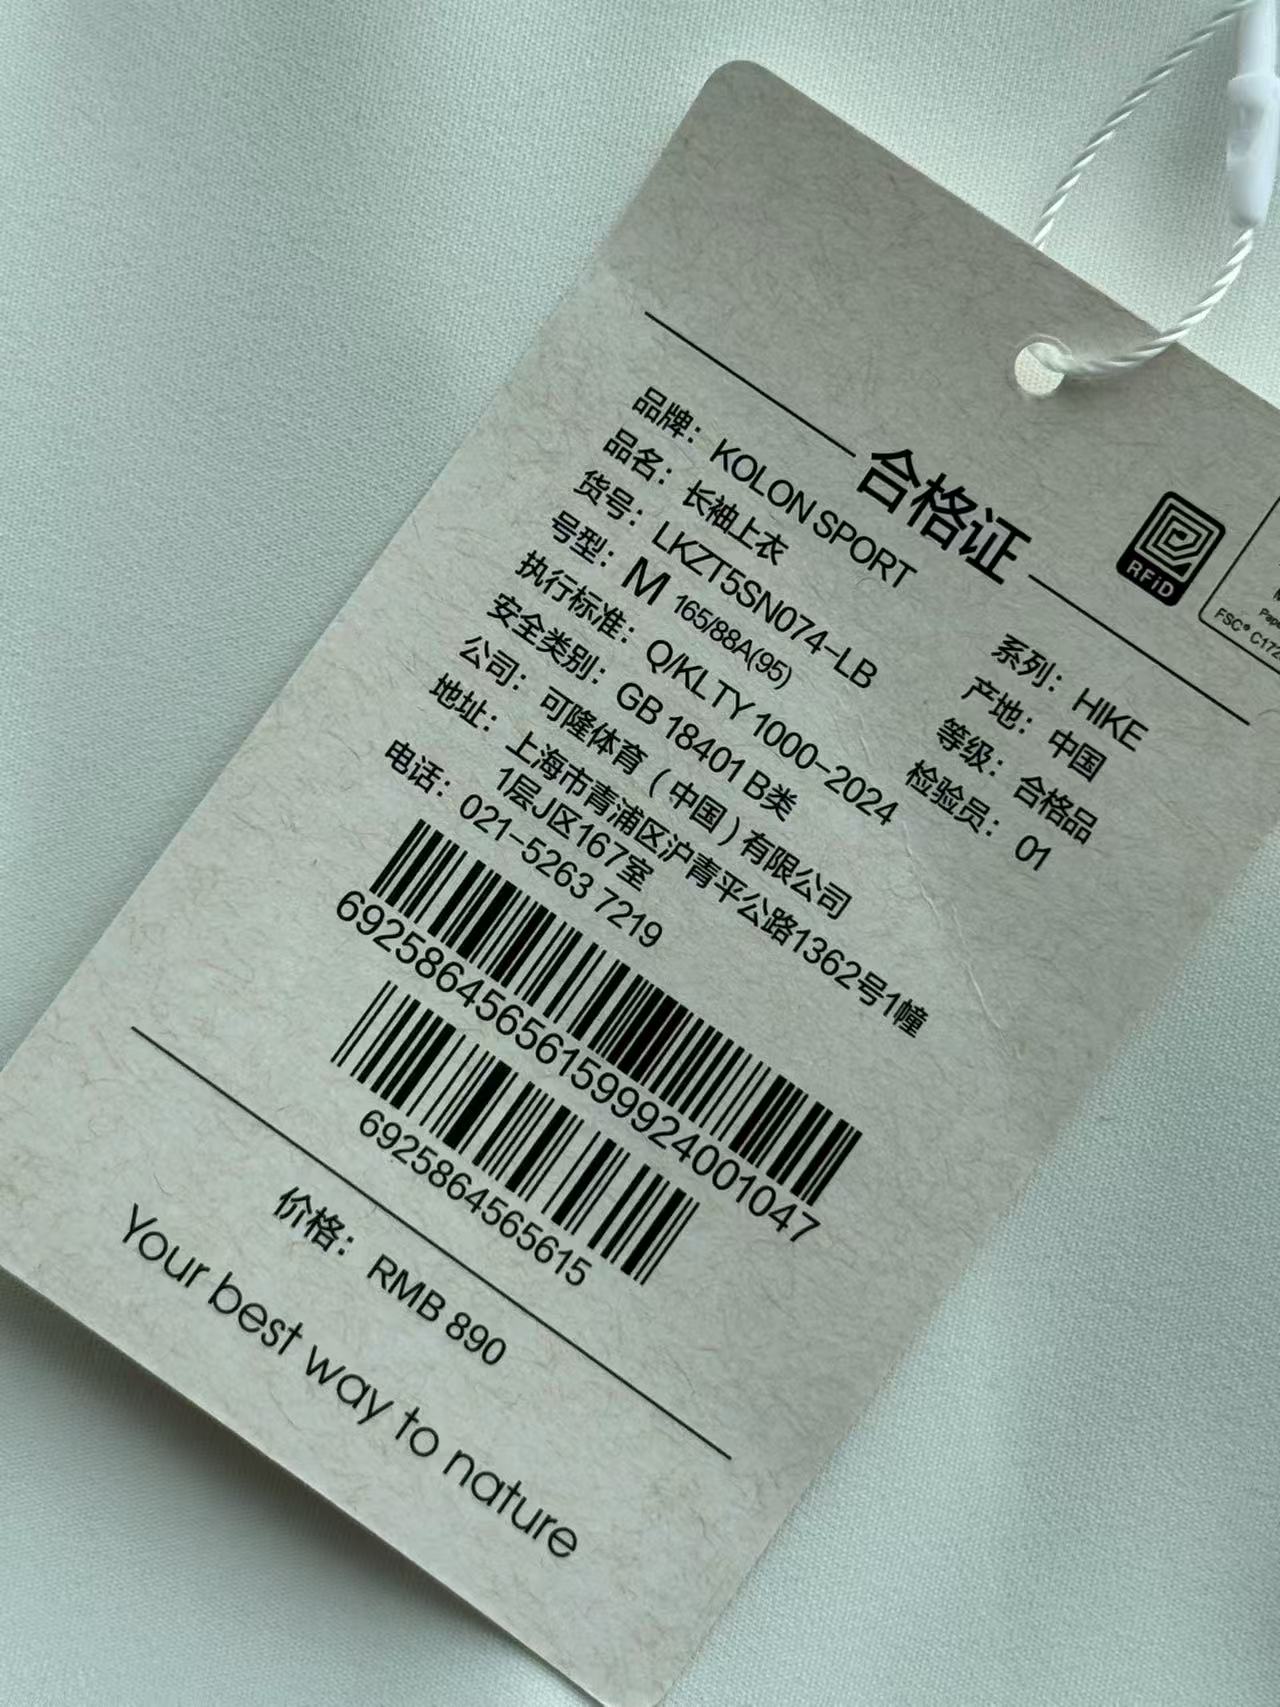 合格证
RFiD
FSC® C172
品牌：KOLON SPORT
品名：长袖上衣
货号：LKZT5SN074-LB
号型：M 165/88A(95)
系列：HIKE
执行标准：Q/KLTY 1000-2024
产地：中国
安全类别：GB 18401 B类
等级：合格品
公司：可隆体育（中国）有限公司
检验员：01
地址：上海市青浦区沪青平公路1362号1幢
1层J区167室
电话：021-5263 7219
692586456561599924001047
6925864565615
价格：RMB 890
Your best way to nature